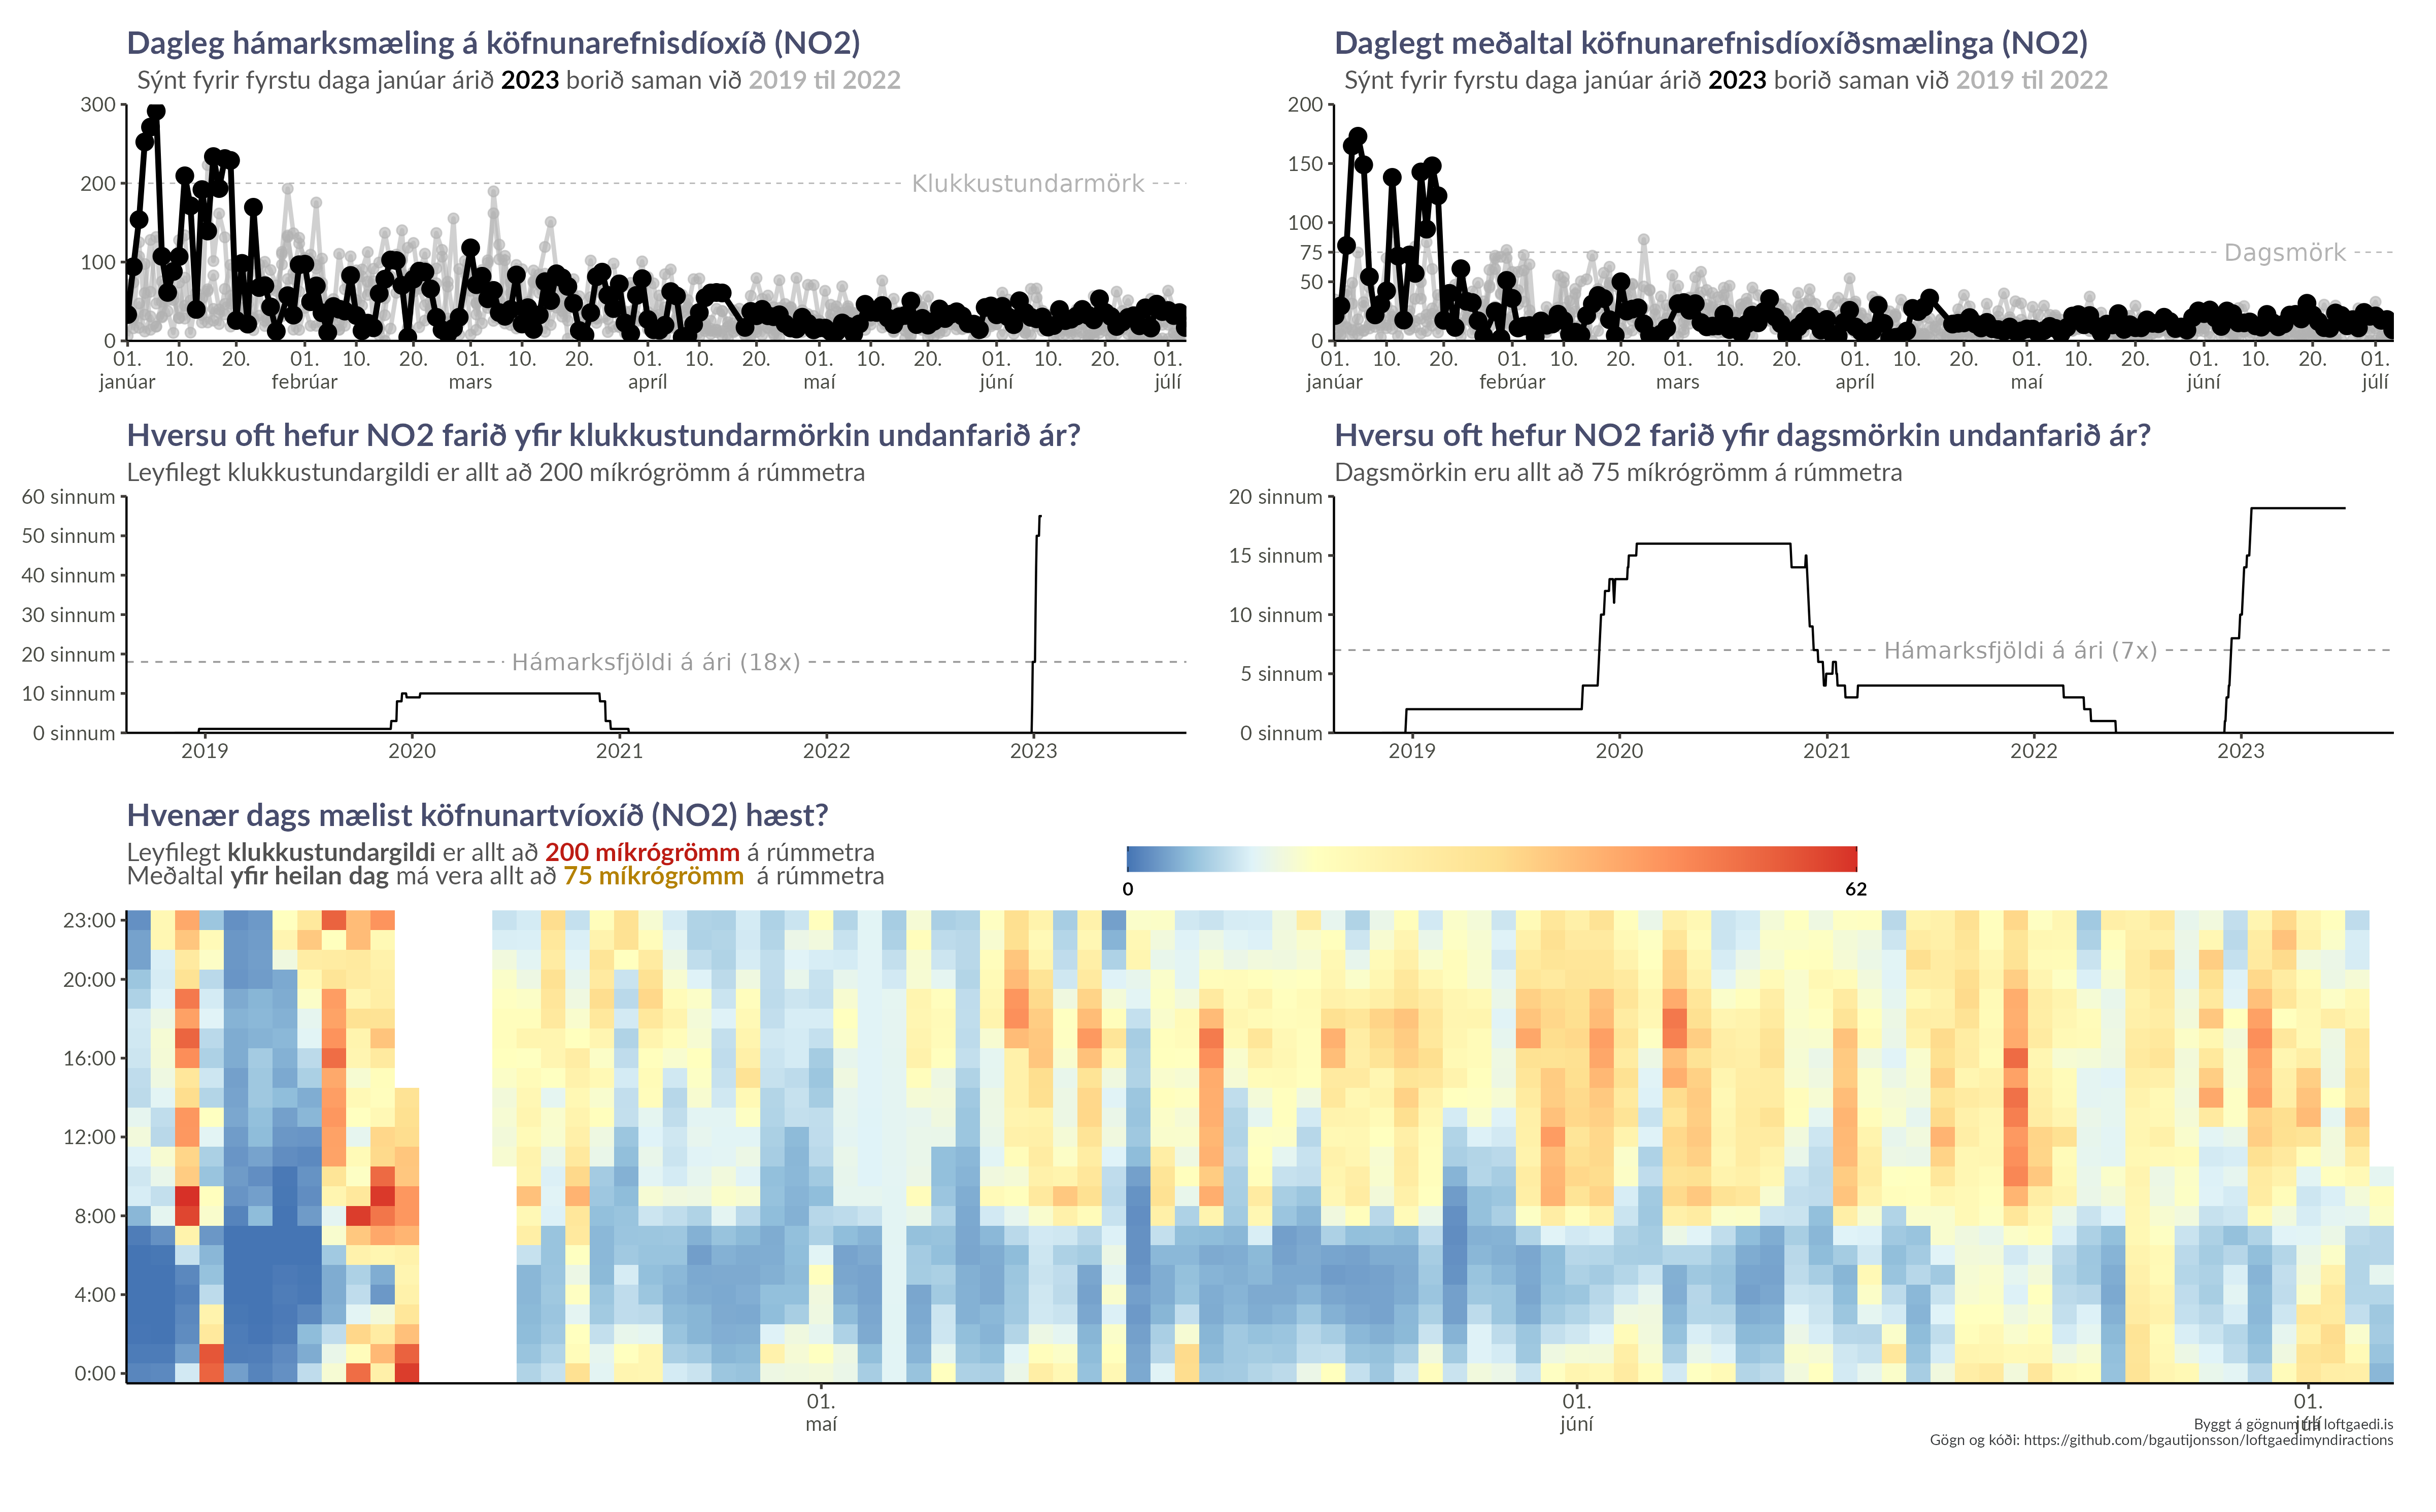 Dagleg hámarksmæling á köfnunarefnisdíoxíð (NO2)
Sýnt fyrir fyrstu daga janúar árið 2023 borið saman við 2019 til 2022
300
200
100
0
Klukkustundarmörk
01. 10. 20. 01. 10. 20. 01. 10. 20. 01. 10. 20. 01. 10. 20. 01. 10. 20. 01.
janúar febrúar mars apríl maí júní júlí
Daglegt meðaltal köfnunarefnisdíoxíðsmælinga (NO2)
Sýnt fyrir fyrstu daga janúar árið 2023 borið saman við 2019 til 2022
200
150
100
75
50
0
Dagsmörk
01. 10. 20. 01. 10. 20. 01. 10. 20. 01. 10. 20. 01. 10. 20. 01. 10. 20. 01.
janúar febrúar mars apríl maí júní júlí
Hversu oft hefur NO2 farið yfir klukkustundarmörkin undanfarið ár?
Leyfilegt klukkustundargildi er allt að 200 míkrógrömm á rúmmetra
60 sinnum
50 sinnum
40 sinnum
30 sinnum
20 sinnum
10 sinnum
0 sinnum
Hámarksfjöldi á ári (18x)
2019 2020 2021 2022 2023
Hversu oft hefur NO2 farið yfir dagsmörkin undanfarið ár?
Dagsmörkin eru allt að 75 míkrógrömm á rúmmetra
20 sinnum
15 sinnum
10 sinnum
5 sinnum
0 sinnum
Hámarksfjöldi á ári (7x)
2019 2020 2021 2022 2023
Hvenær dags mælist köfnunartvíoxíð (NO2) hæst?
Leyfilegt klukkustundargildi er allt að 200 míkrógrömm á rúmmetra
Meðaltal yfir heilan dag má vera allt að 75 míkrógrömm á rúmmetra
0 62
23:00
20:00
16:00
12:00
8:00
4:00
0:00
01. 01. 01.
maí júní júlí
Byggt á gögnum frá loftgaedi.is
Gögn og kóði: https://github.com/bgautijonsson/loftgaedimyndiractions